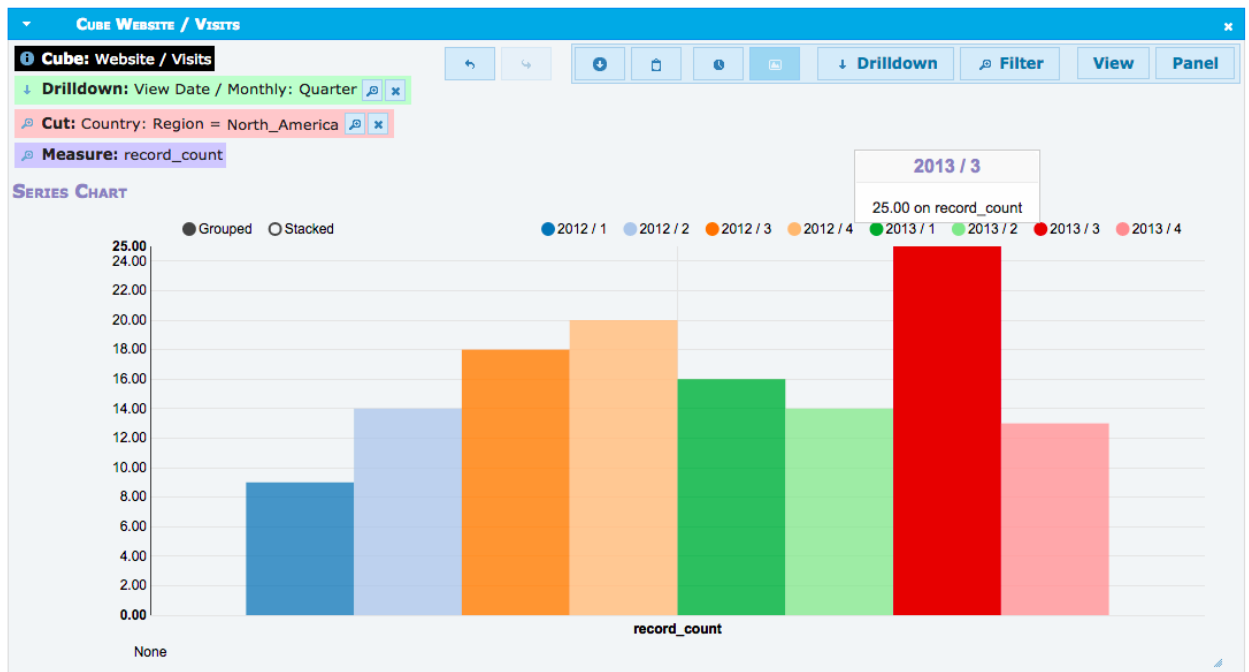 Cube Website / Visits
Cube: Website / Visits
Drilldown Filter View Panel
Drilldown: View Date / Monthly: Quarter
Cut: Country: Region = North_America
Measure: record_count
2013 / 3
25.00 on record_count
Series Chart
Grouped Stacked
2012 / 1 2012 / 2 2012 / 3 2012 / 4 2013 / 1 2013 / 2 2013 / 3 2013 / 4
25.00
24.00
22.00
20.00
18.00
16.00
14.00
12.00
10.00
8.00
6.00
4.00
2.00
0.00
record_count
None